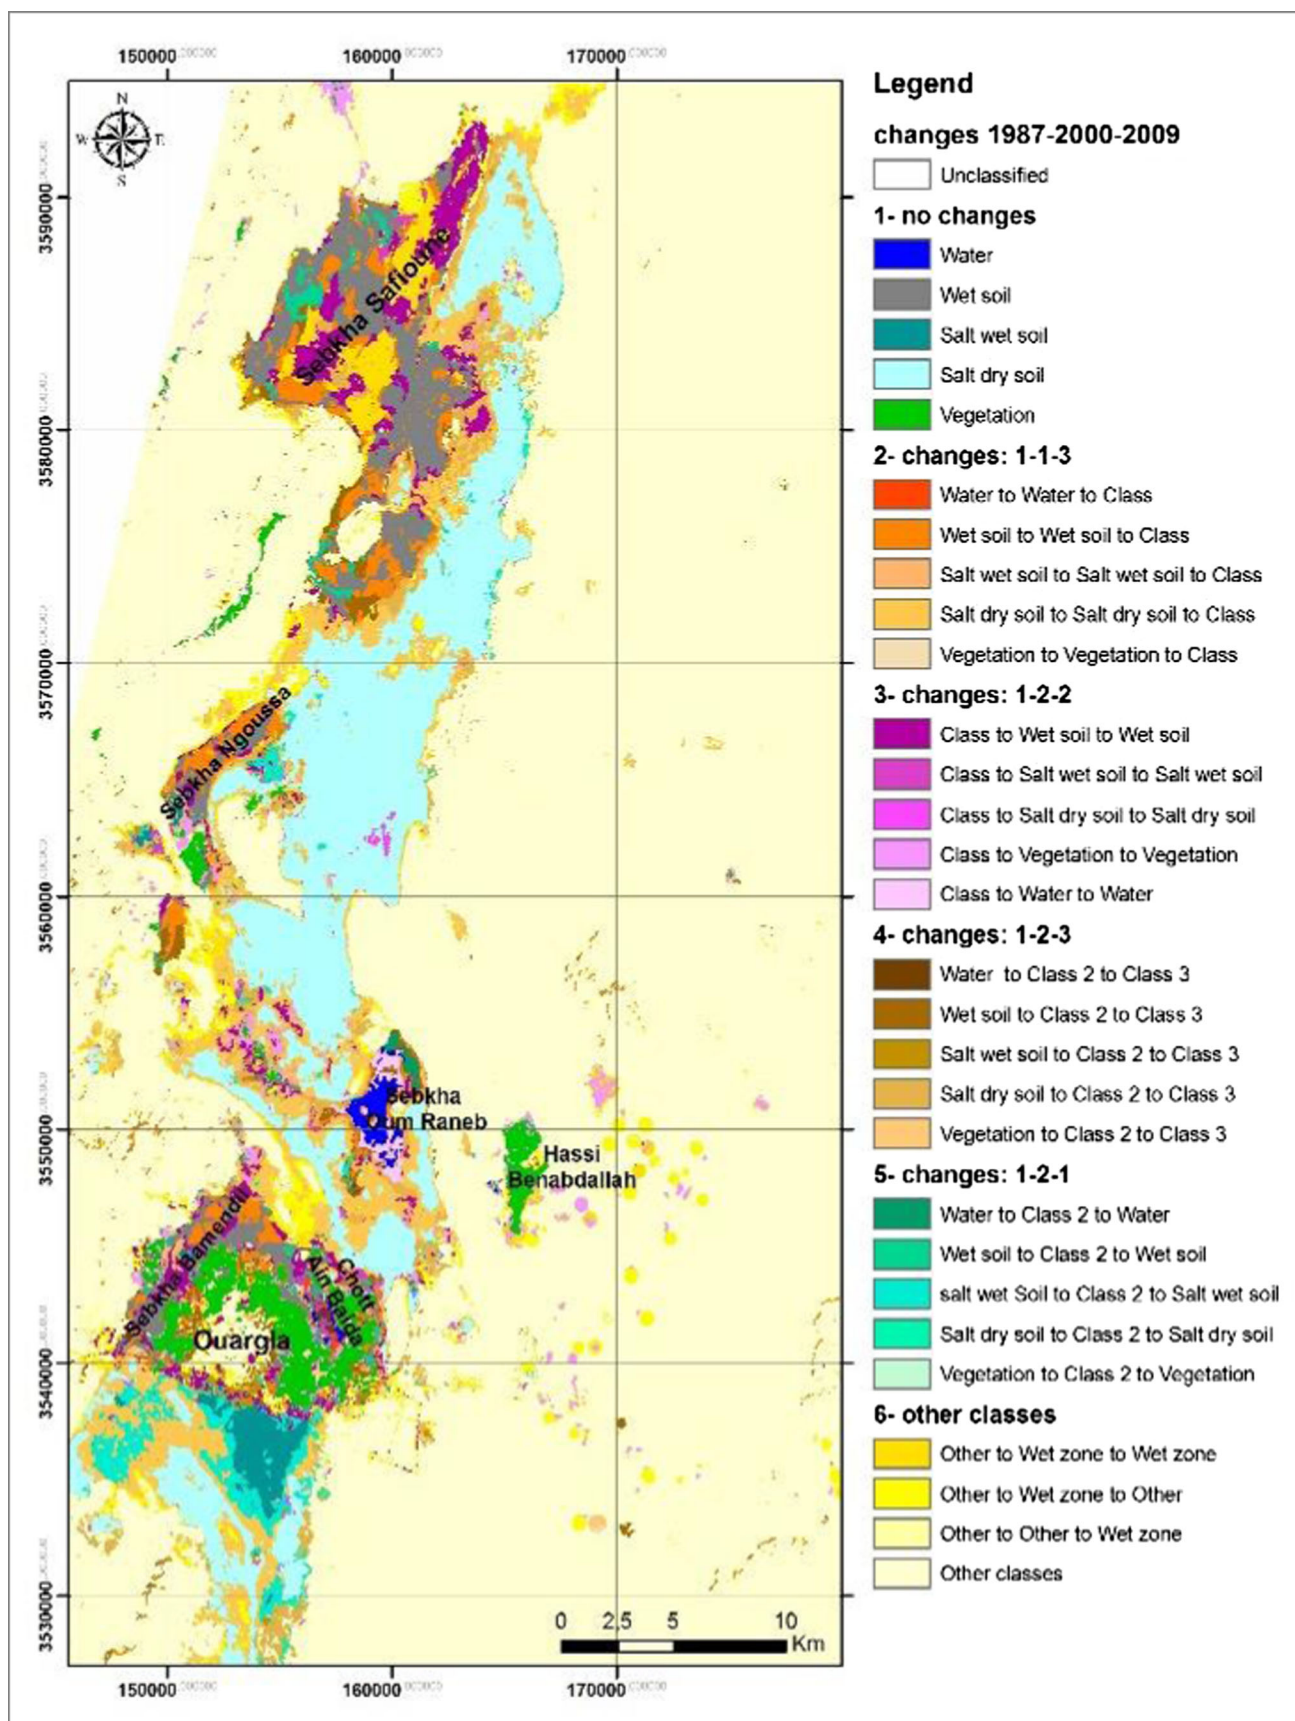 150000.000000 160000.000000 170000.000000
N
W E
S
3590000
3580000
3570000
3560000
3550000
3540000
3530000
Sebkha Safioune
Sebkha Ngoussa
Sebkha
Oum Raneb
Hassi
Benabdallah
Sebkha Bamendil
Chott
Ain Baida
Ouargla
0 2,5 5 10
Km
150000.000000 160000.000000 170000.000000
Legend
changes 1987-2000-2009
Unclassified
1- no changes
Water
Wet soil
Salt wet soil
Salt dry soil
Vegetation
2- changes: 1-1-3
Water to Water to Class
Wet soil to Wet soil to Class
Salt wet soil to Salt wet soil to Class
Salt dry soil to Salt dry soil to Class
Vegetation to Vegetation to Class
3- changes: 1-2-2
Class to Wet soil to Wet soil
Class to Salt wet soil to Salt wet soil
Class to Salt dry soil to Salt dry soil
Class to Vegetation to Vegetation
Class to Water to Water
4- changes: 1-2-3
Water to Class 2 to Class 3
Wet soil to Class 2 to Class 3
Salt wet soil to Class 2 to Class 3
Salt dry soil to Class 2 to Class 3
Vegetation to Class 2 to Class 3
5- changes: 1-2-1
Water to Class 2 to Water
Wet soil to Class 2 to Wet soil
salt wet Soil to Class 2 to Salt wet soil
Salt dry soil to Class 2 to Salt dry soil
Vegetation to Class 2 to Vegetation
6- other classes
Other to Wet zone to Wet zone
Other to Wet zone to Other
Other to Other to Wet zone
Other classes